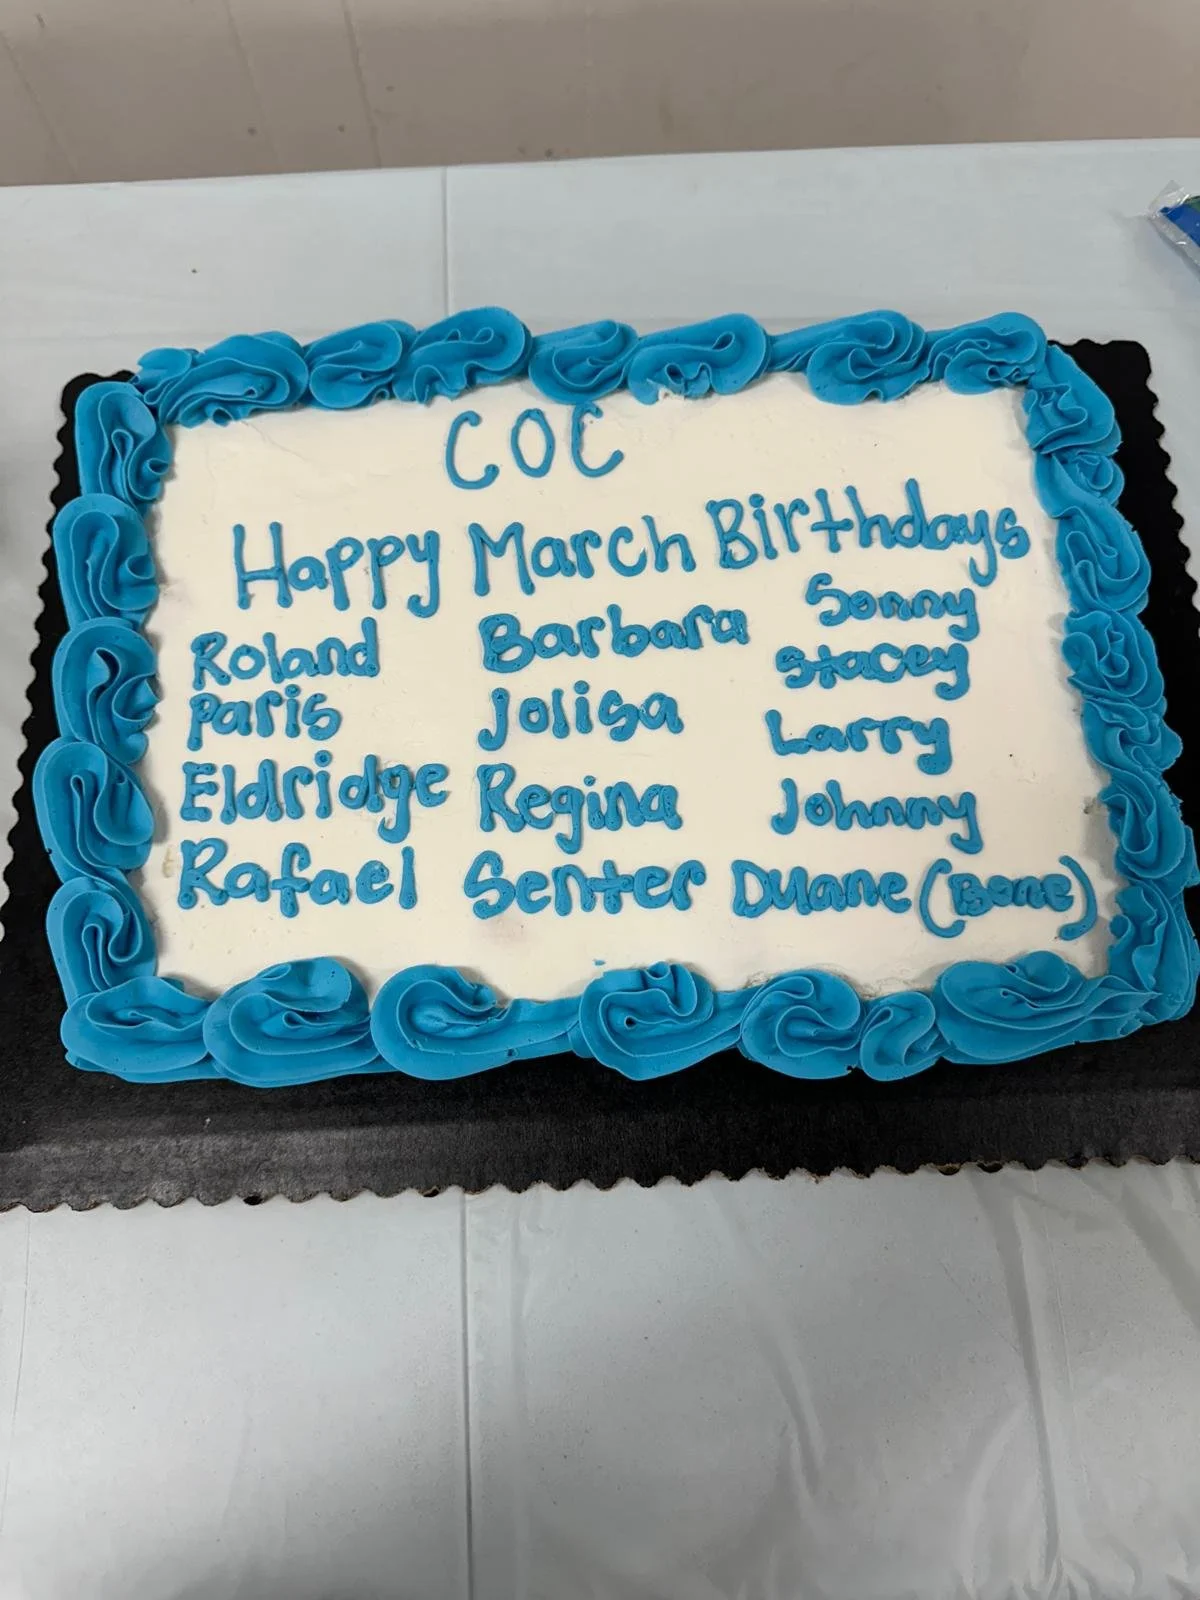 COC
Happy March Birthdays
Roland Barbara Sonny
Paris Jolisa Stacey
Eldridge Regina Larry
Rafael Senter Johnny
Duane (Bone)